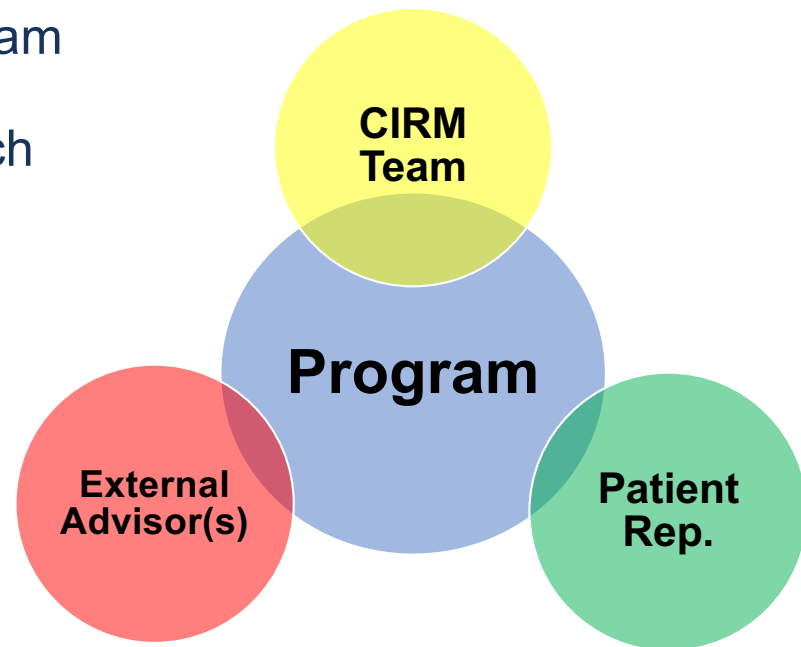 am
ch
CIRM
Team
Program
External
Advisor(s)
Patient
Rep.